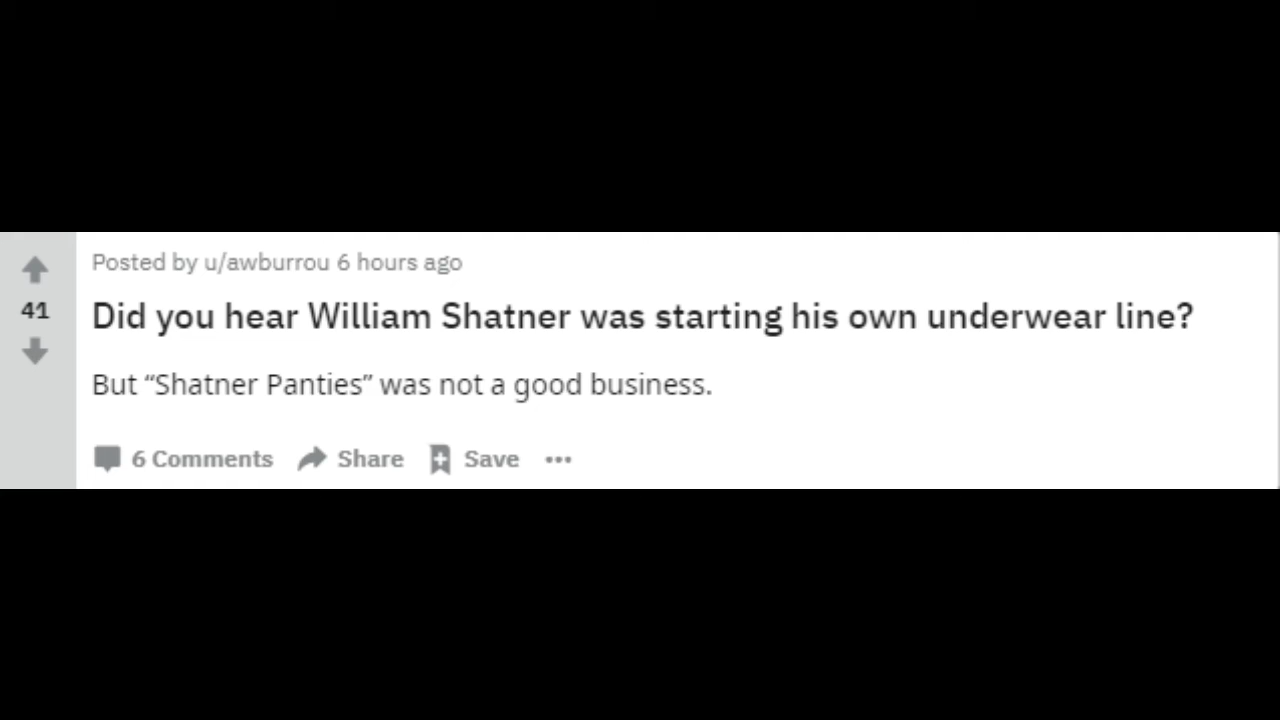 Posted by u/awburrou 6 hours ago
41
Did you hear William Shatner was starting his own underwear line?
But “Shatner Panties” was not a good business.
6 Comments Share Save